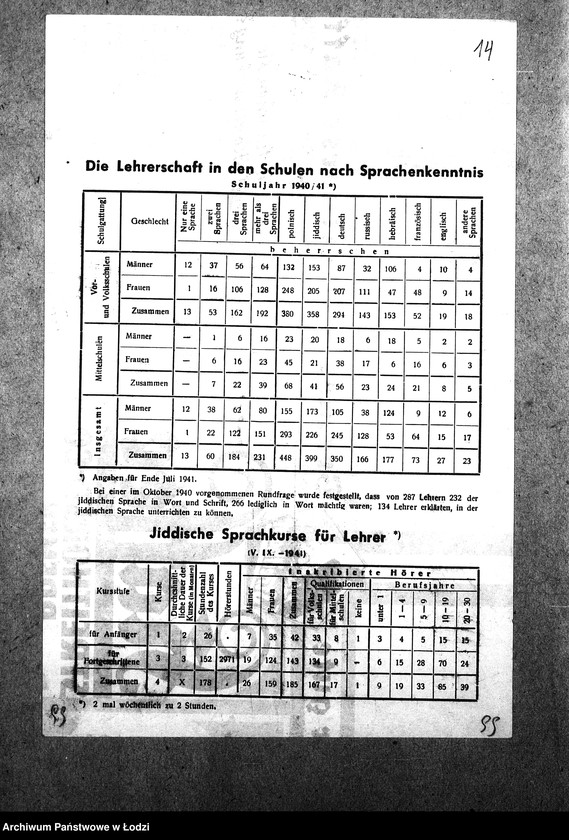 14
Die Lehrerschaft in den Schulen nach Sprachenkenntnis
Schuljahr 1940/41 *)
Schulgattung Geschlecht Nur eine Sprache zwei Sprachen drei Sprachen mehr als drei Sprachen polnisch jiddisch deutsch russisch hebräisch französisch englisch andere Sprachen
beherrschen
Vor- und Volksschulen
Männer 12 37 56 64 132 153 87 32 106 4 10 4
Frauen 1 16 106 128 248 205 207 111 47 48 9 14
Zusammen 13 53 162 192 380 358 294 143 153 52 19 18
Mittelschulen
Männer — 1 6 16 23 20 18 6 18 5 2 2
Frauen — 6 16 23 45 21 38 17 6 16 6 3
Zusammen — 7 22 39 68 41 56 23 24 21 8 5
Insgesamt
Männer 12 38 62 80 155 173 105 38 124 9 12 6
Frauen 1 22 122 151 293 226 245 128 53 64 15 17
Zusammen 13 60 184 231 448 399 350 166 177 73 27 23
*) Angaben für Ende Juli 1941.
Bei einer im Oktober 1940 vorgenommenen Rundfrage wurde festgestellt, dass von 287 Lehrern 232 der
jiddischen Sprache in Wort und Schrift, 266 lediglich in Wort mächtig waren; 134 Lehrer erklärten, in der
jiddischen Sprache unterrichten zu können.
Jiddische Sprachkurse für Lehrer *)
(V. IX. –1941)
Inskribierte Hörer
Kursstufe Kurse Durchschnittliche Dauer der Kurse (in Monaten) Stundenzahl des Kurses Hörerstunden Männer Frauen Zusammen Qualifikationen Berufsjahre
für Volksschulen für Mittelschulen keine unter 1 1—4 5—9 10—19 20—30
für Anfänger 1 2 26 . 7 35 42 33 8 1 3 4 5 15 15
für Fortgeschrittene 3 3 152 2971 19 124 143 134 9 — 6 15 28 70 24
Zusammen 4 X 178 . 26 159 185 167 17 1 9 19 33 85 39
*) 2 mal wöchentlich zu 2 Stunden.
99
Archiwum Państwowe w Łodzi